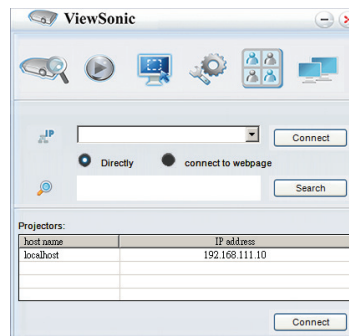 ViewSonic
IP
Connect
Directly connect to webpage
Search
Projectors:
host name IP address
localhost 192.168.111.10
Connect